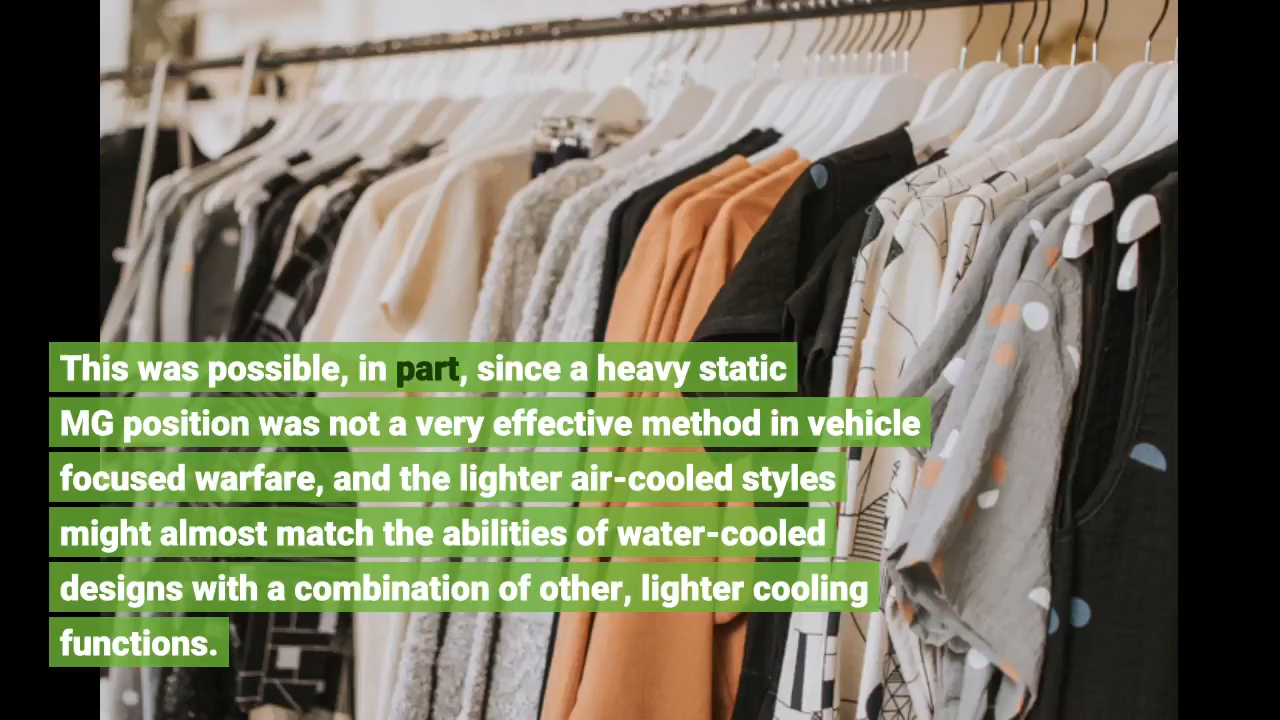 This was possible, in part, since a heavy static
MG position was not a very effective method in vehicle
focused warfare, and the lighter air-cooled styles
might almost match the abilities of water-cooled
designs with a combination of other, lighter cooling
functions.